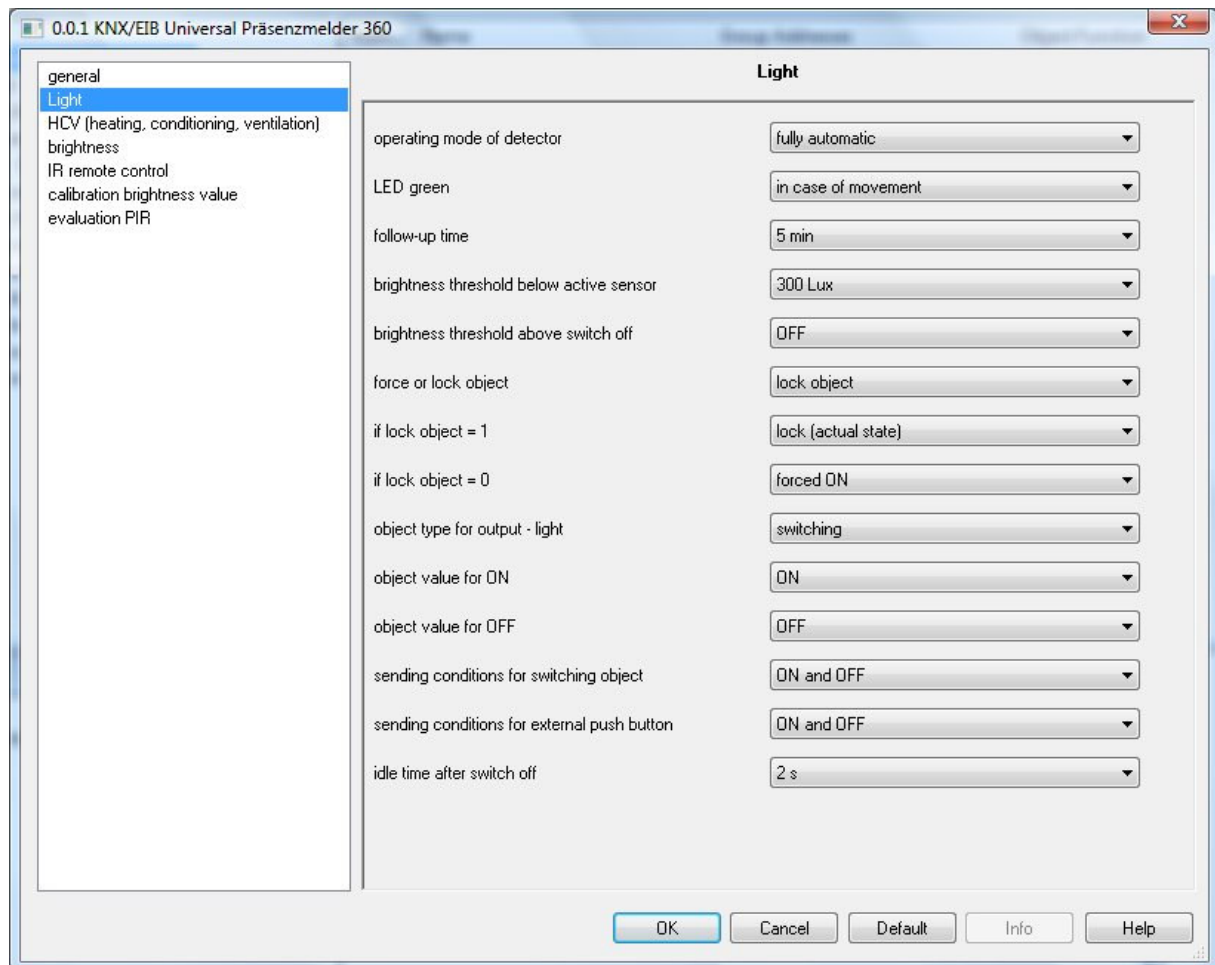 0.0.1 KNX/EIB Universal Präsenzmelder 360
general
Light
HCV (heating, conditioning, ventilation)
brightness
IR remote control
calibration brightness value
evaluation PIR
Light
operating mode of detector fully automatic
LED green in case of movement
follow-up time 5 min
brightness threshold below active sensor 300 Lux
brightness threshold above switch off OFF
force or lock object lock object
if lock object = 1 lock (actual state)
if lock object = 0 forced ON
object type for output - light switching
object value for ON ON
object value for OFF OFF
sending conditions for switching object ON and OFF
sending conditions for external push button ON and OFF
idle time after switch off 2 s
OK Cancel Default Info Help